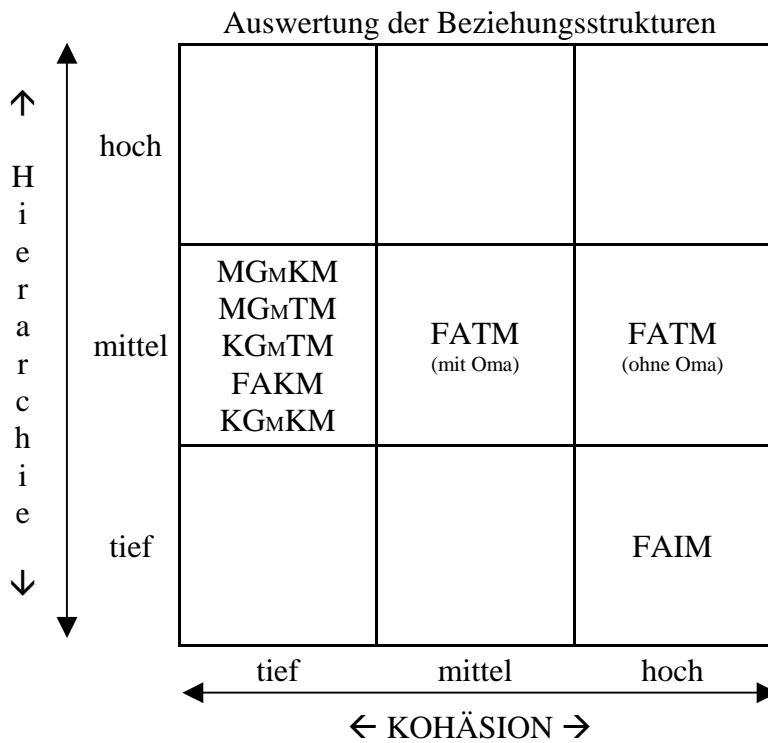 Auswertung der Beziehungsstrukturen
↑
H
i
e
r
a
r
c
h
i
e
↓
hoch
mittel
MGMKM
MGMTM
KGMTM
FAKM
KGMKM
FATM
(mit Oma)
FATM
(ohne Oma)
tief
FAIM
tief mittel hoch
← KOHÄSION →